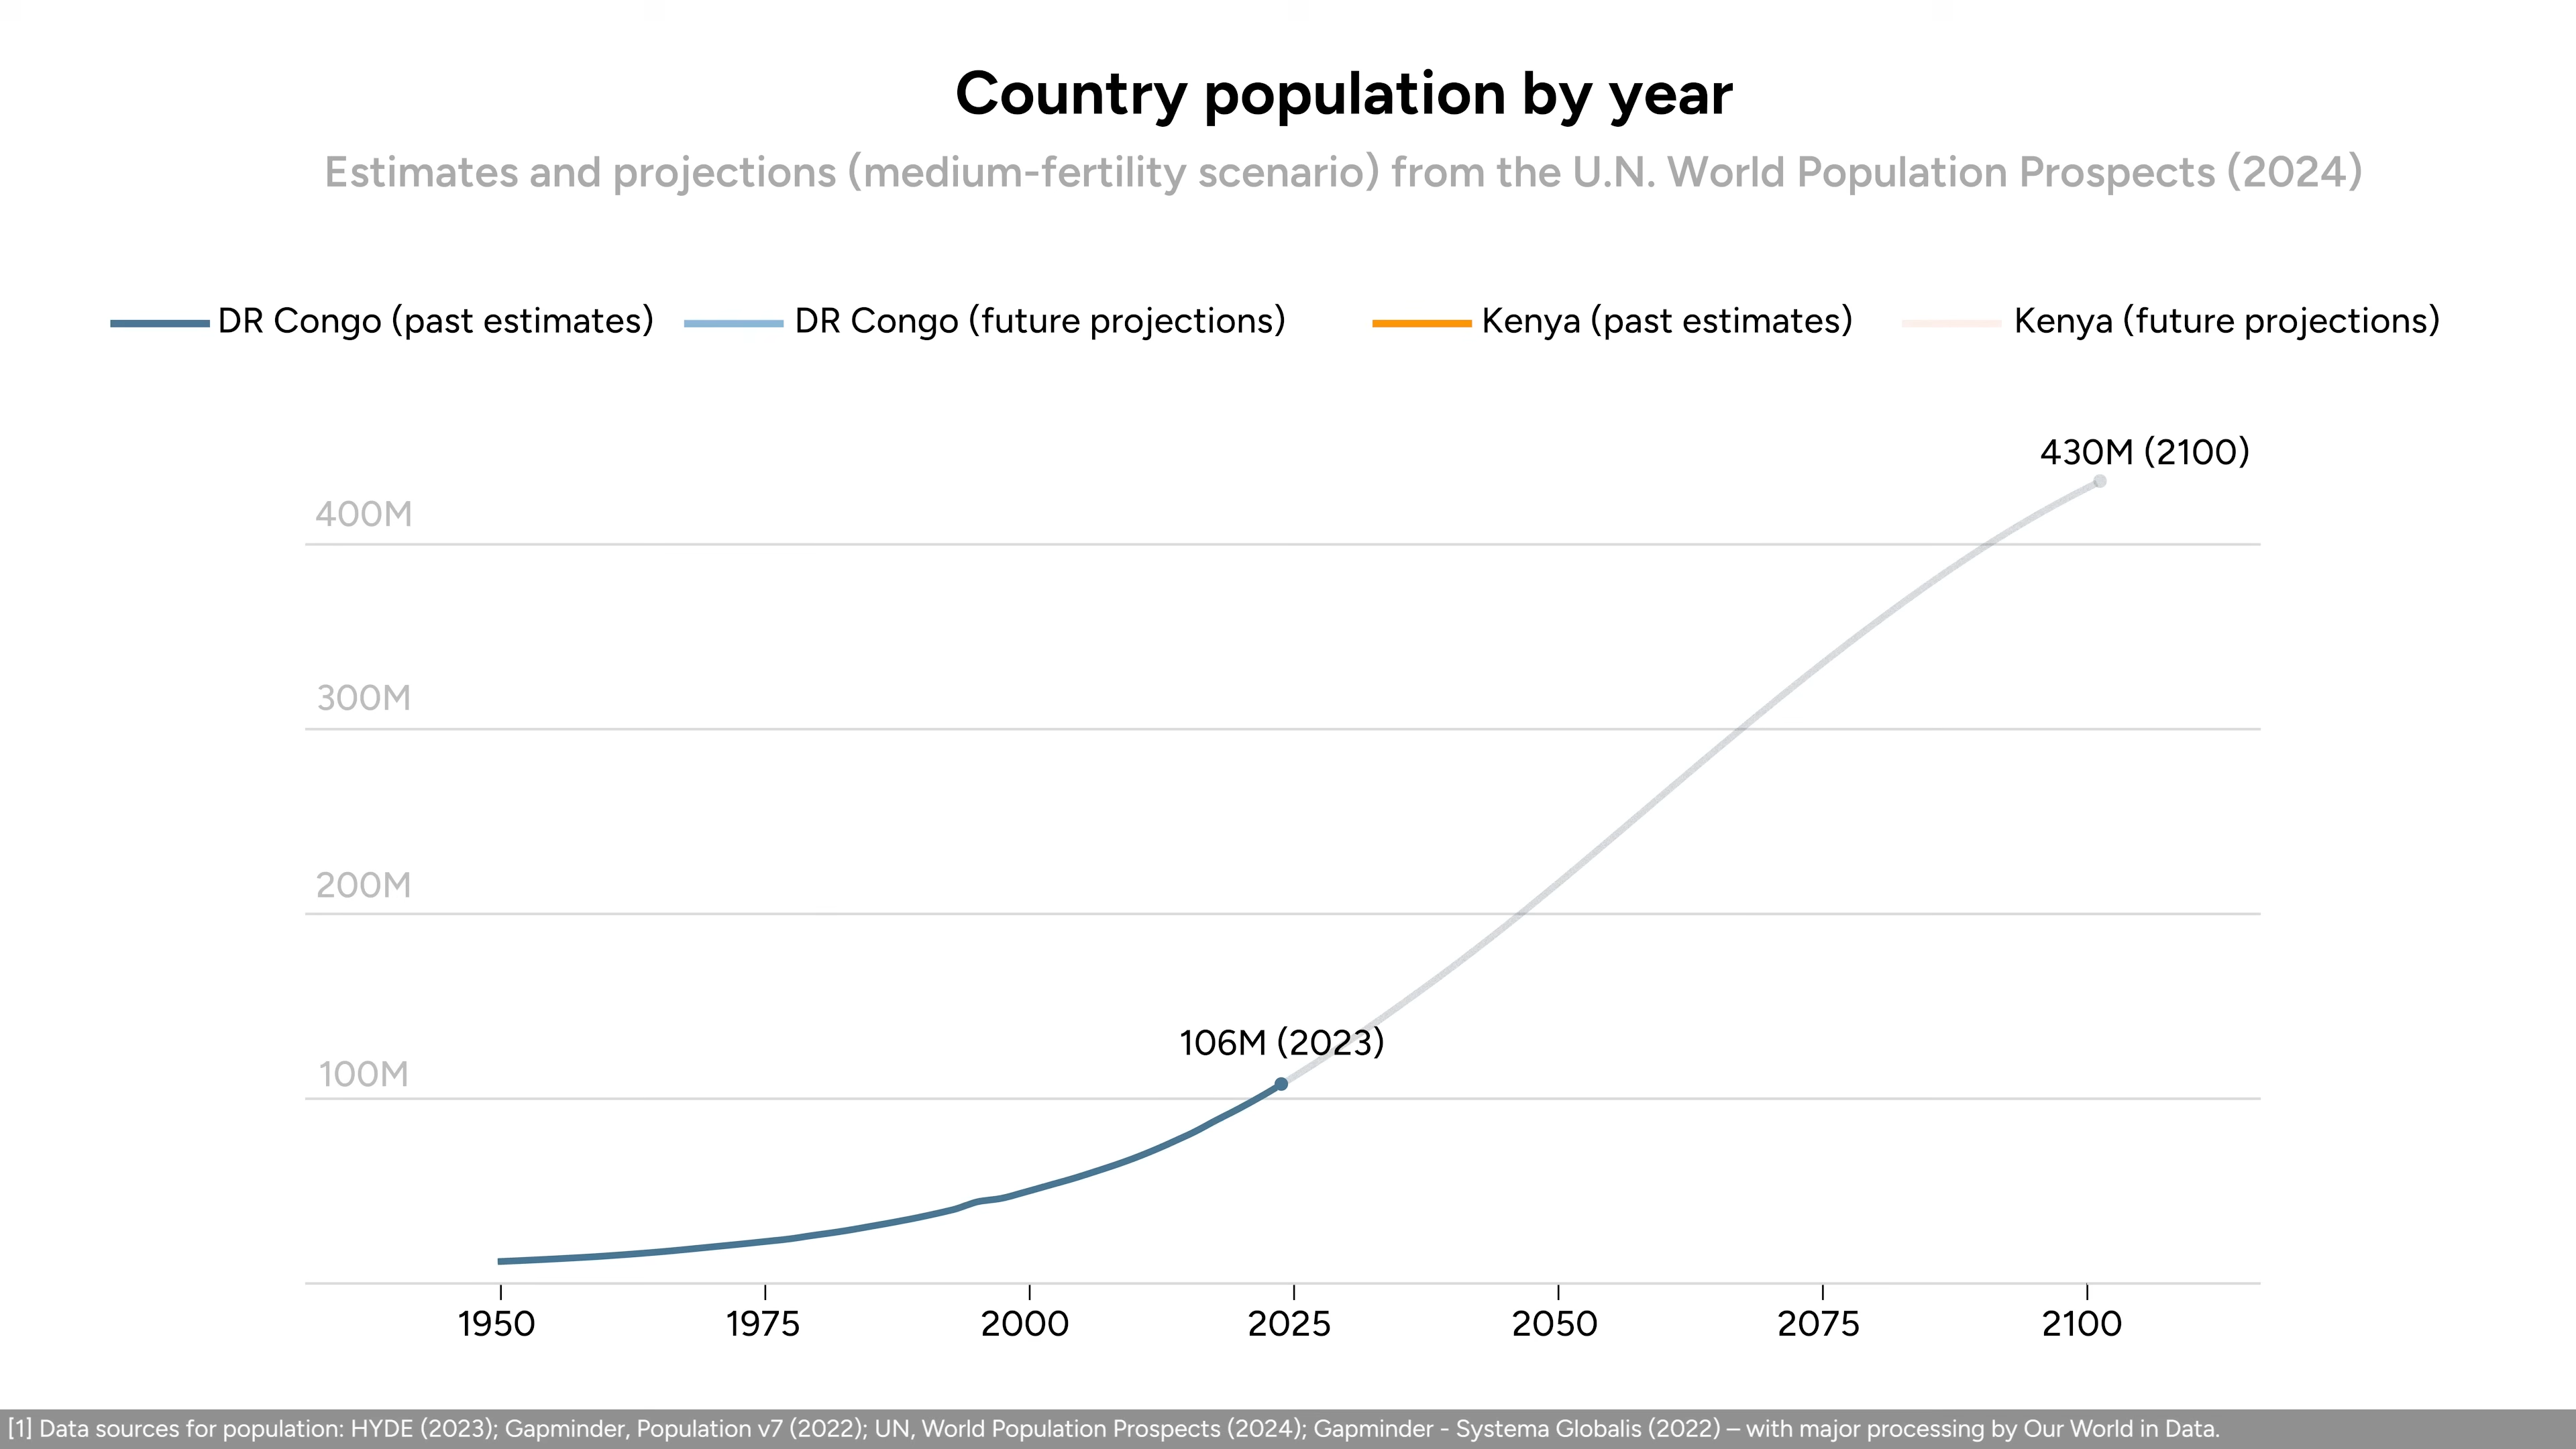 Country population by year
Estimates and projections (medium-fertility scenario) from the U.N. World Population Prospects (2024)
DR Congo (past estimates) DR Congo (future projections) Kenya (past estimates) Kenya (future projections)
430M (2100)
400M
300M
200M
106M (2023)
100M
1950 1975 2000 2025 2050 2075 2100
[1] Data sources for population: HYDE (2023); Gapminder, Population v7 (2022); UN, World Population Prospects (2024); Gapminder - Systema Globalis (2022) – with major processing by Our World in Data.